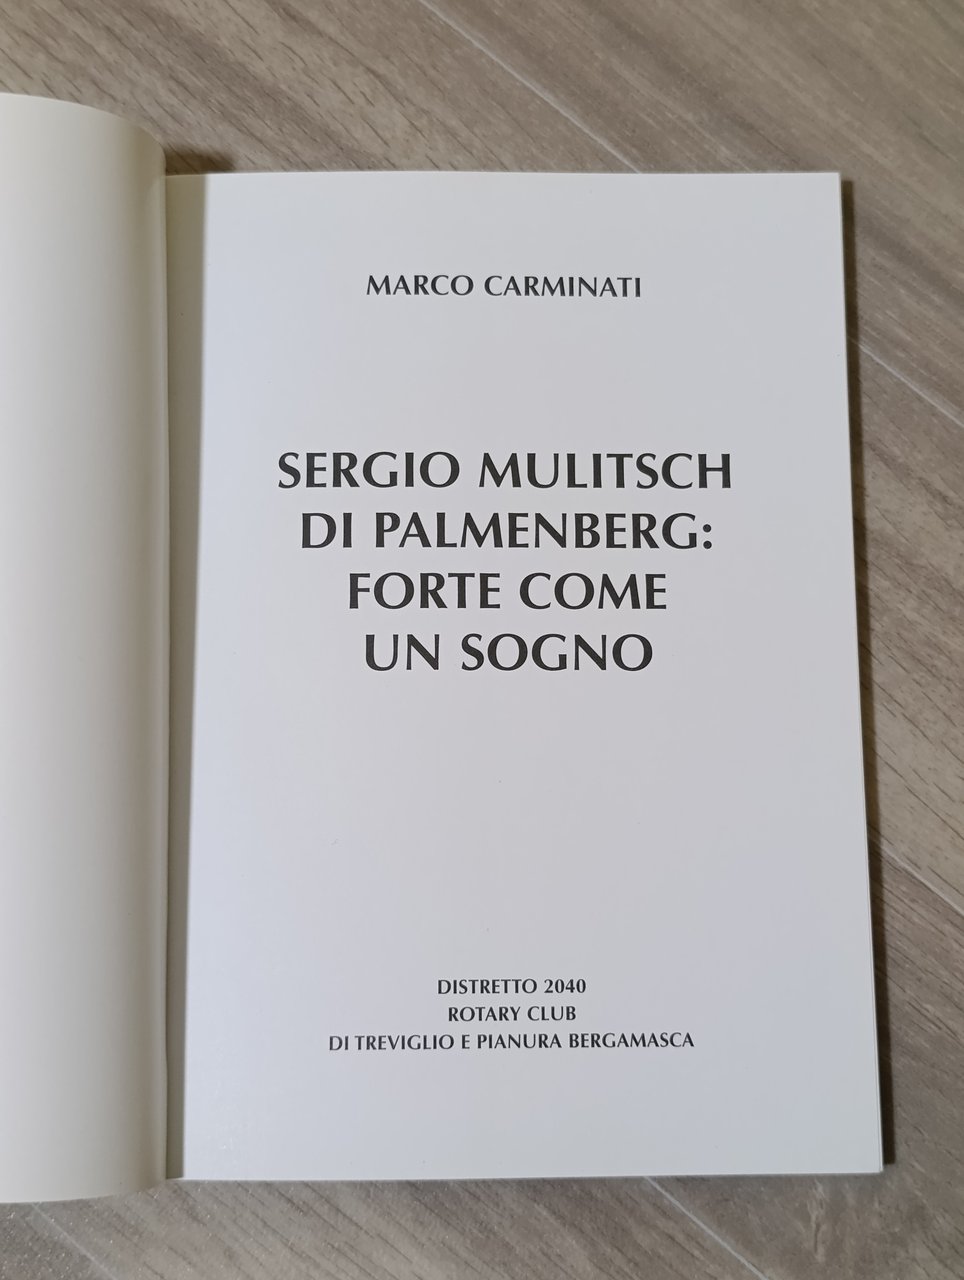 MARCO CARMINATI
SERGIO MULITSCH
DI PALMENBERG:
FORTE COME
UN SOGNO
DISTRETTO 2040
ROTARY CLUB
DI TREVIGLIO E PIANURA BERGAMASCA